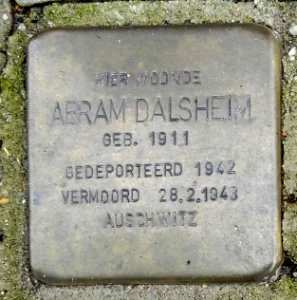 HIER WOONDE
ABRAM DALSHEIM
GEB. 1911
GEDEPORTEERD 1942
VERMOORD 28.2.1943
AUSCHWITZ